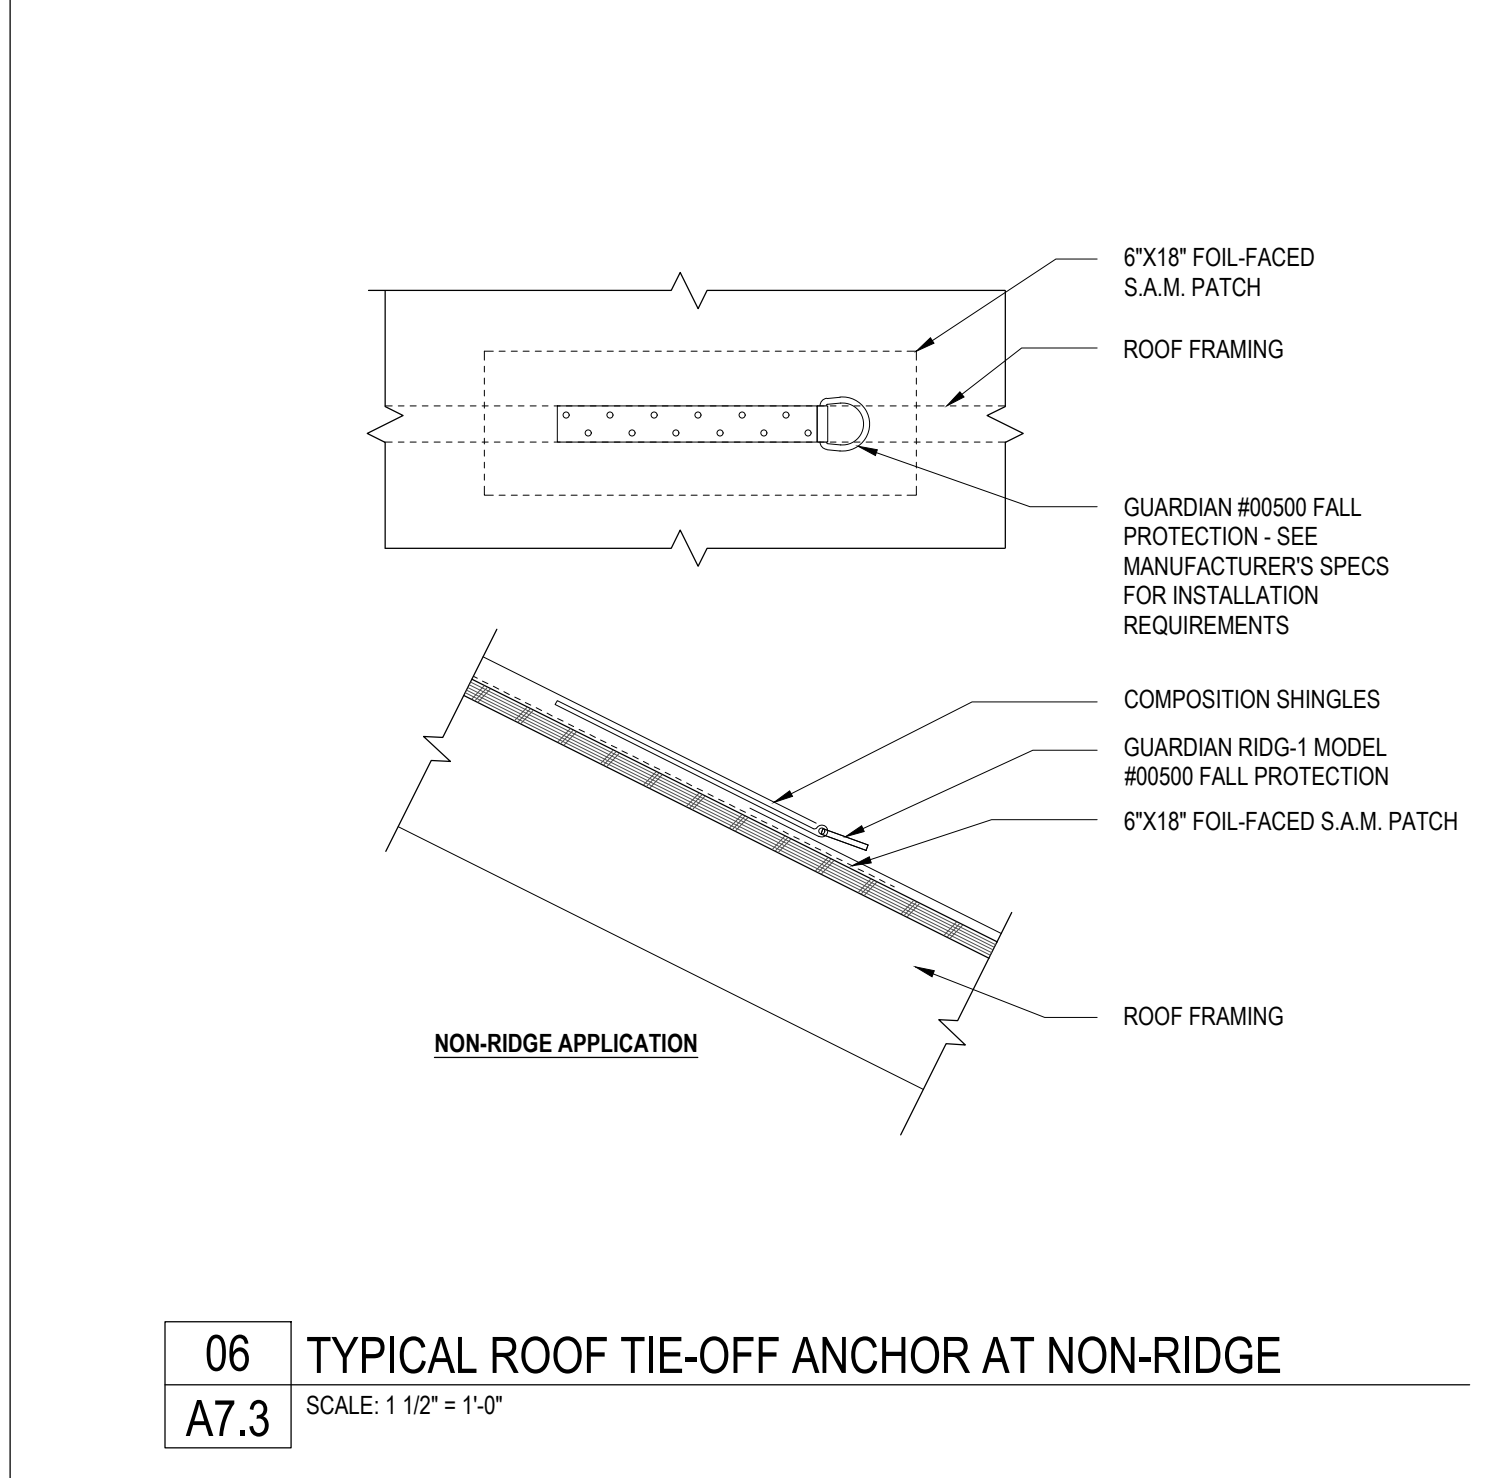 6"X18" FOIL-FACED
S.A.M. PATCH
ROOF FRAMING
GUARDIAN #00500 FALL
PROTECTION - SEE
MANUFACTURER'S SPECS
FOR INSTALLATION
REQUIREMENTS
COMPOSITION SHINGLES
GUARDIAN RIDG-1 MODEL
#00500 FALL PROTECTION
6"X18" FOIL-FACED S.A.M. PATCH
ROOF FRAMING
NON-RIDGE APPLICATION
06
TYPICAL ROOF TIE-OFF ANCHOR AT NON-RIDGE
A7.3
SCALE: 1 1/2" = 1'-0"